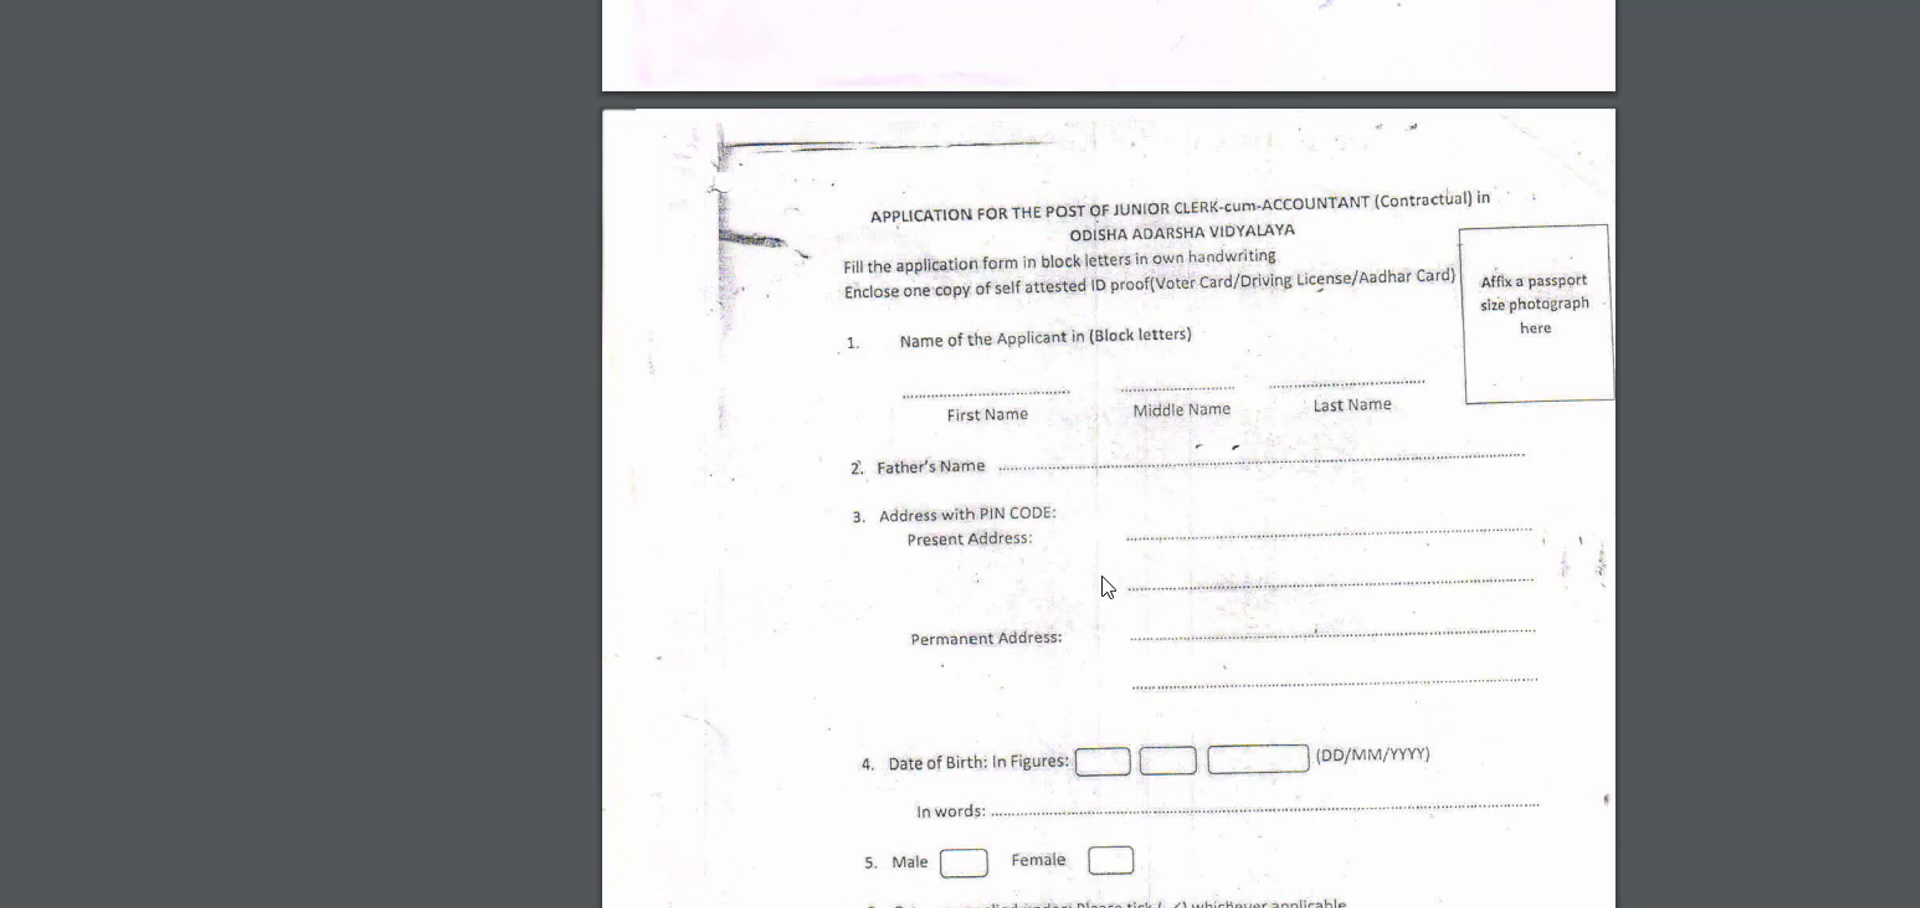 APPLICATION FOR THE POST OF JUNIOR CLERK-cum-ACCOUNTANT (Contractual) in
ODISHA ADARSHA VIDYALAYA
Fill the application form in block letters in own handwriting
Enclose one copy of self attested ID proof(Voter Card/Driving License/Aadhar Card)
Affix a passport
size photograph
here
1. Name of the Applicant in (Block letters)
First Name Middle Name Last Name
2. Father's Name
3. Address with PIN CODE:
Present Address:
Permanent Address:
4. Date of Birth: In Figures: (DD/MM/YYYY)
In words:
5. Male Female
Please tick ( ✓) whichever applicable